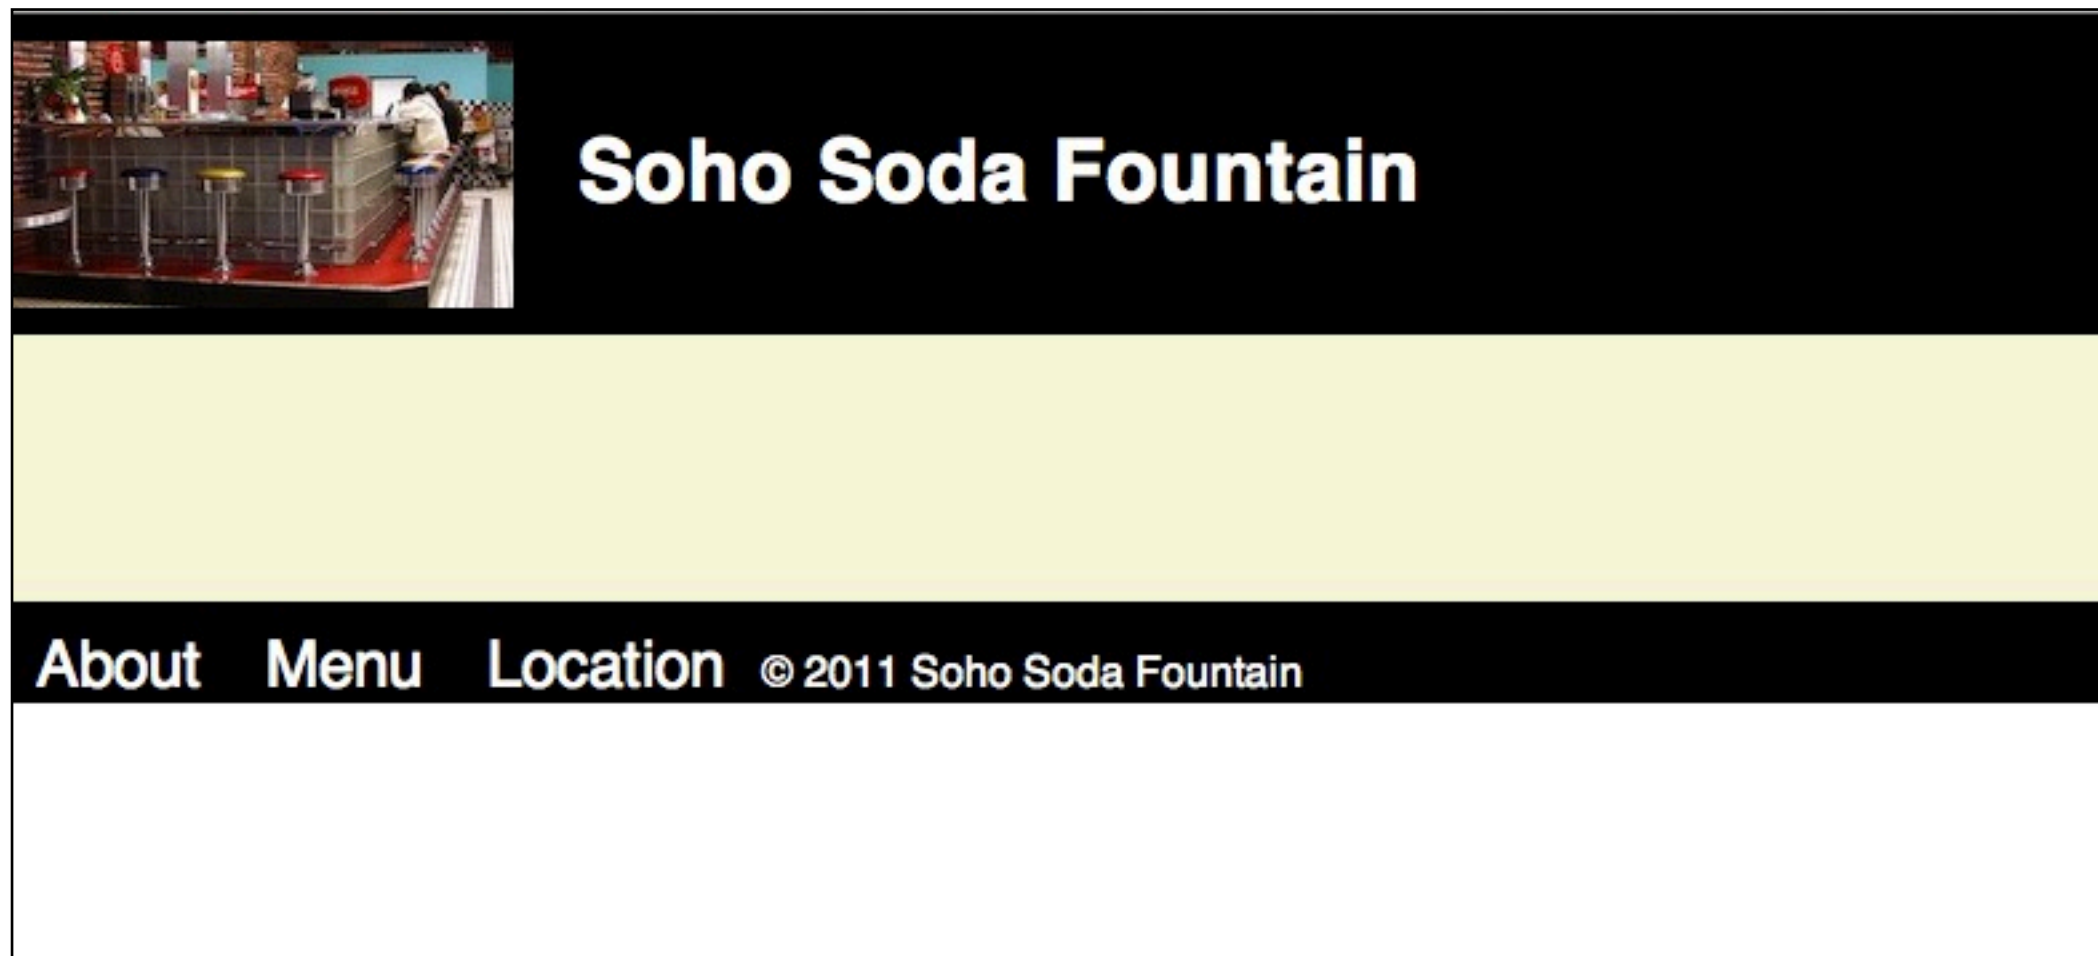 Soho Soda Fountain
About Menu Location © 2011 Soho Soda Fountain